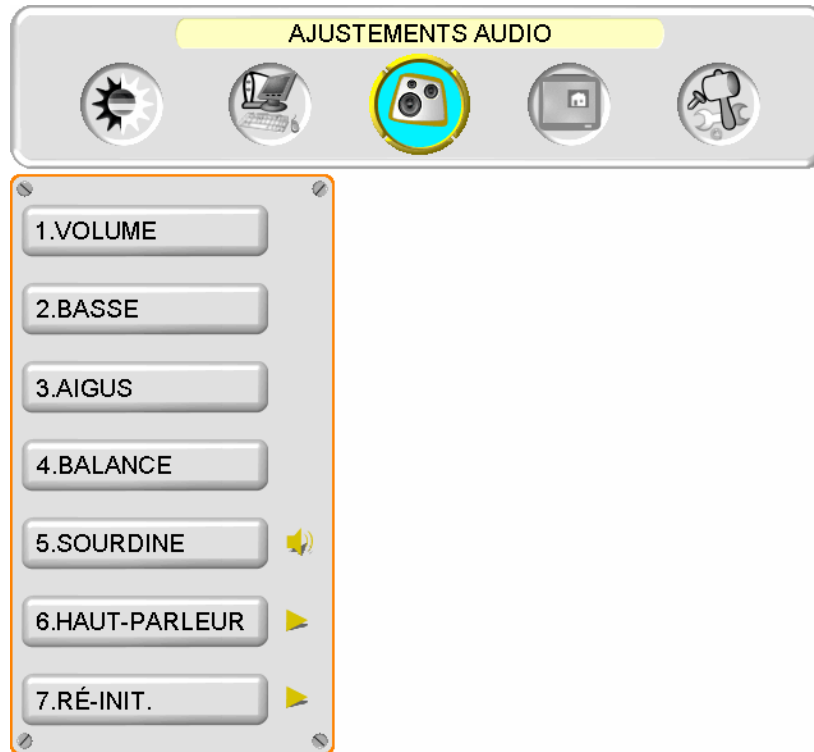 AJUSTEMENTS AUDIO
1.VOLUME
2.BASSE
3.AIGUS
4.BALANCE
5.SOURDINE
6.HAUT-PARLEUR
7.RÉ-INIT.